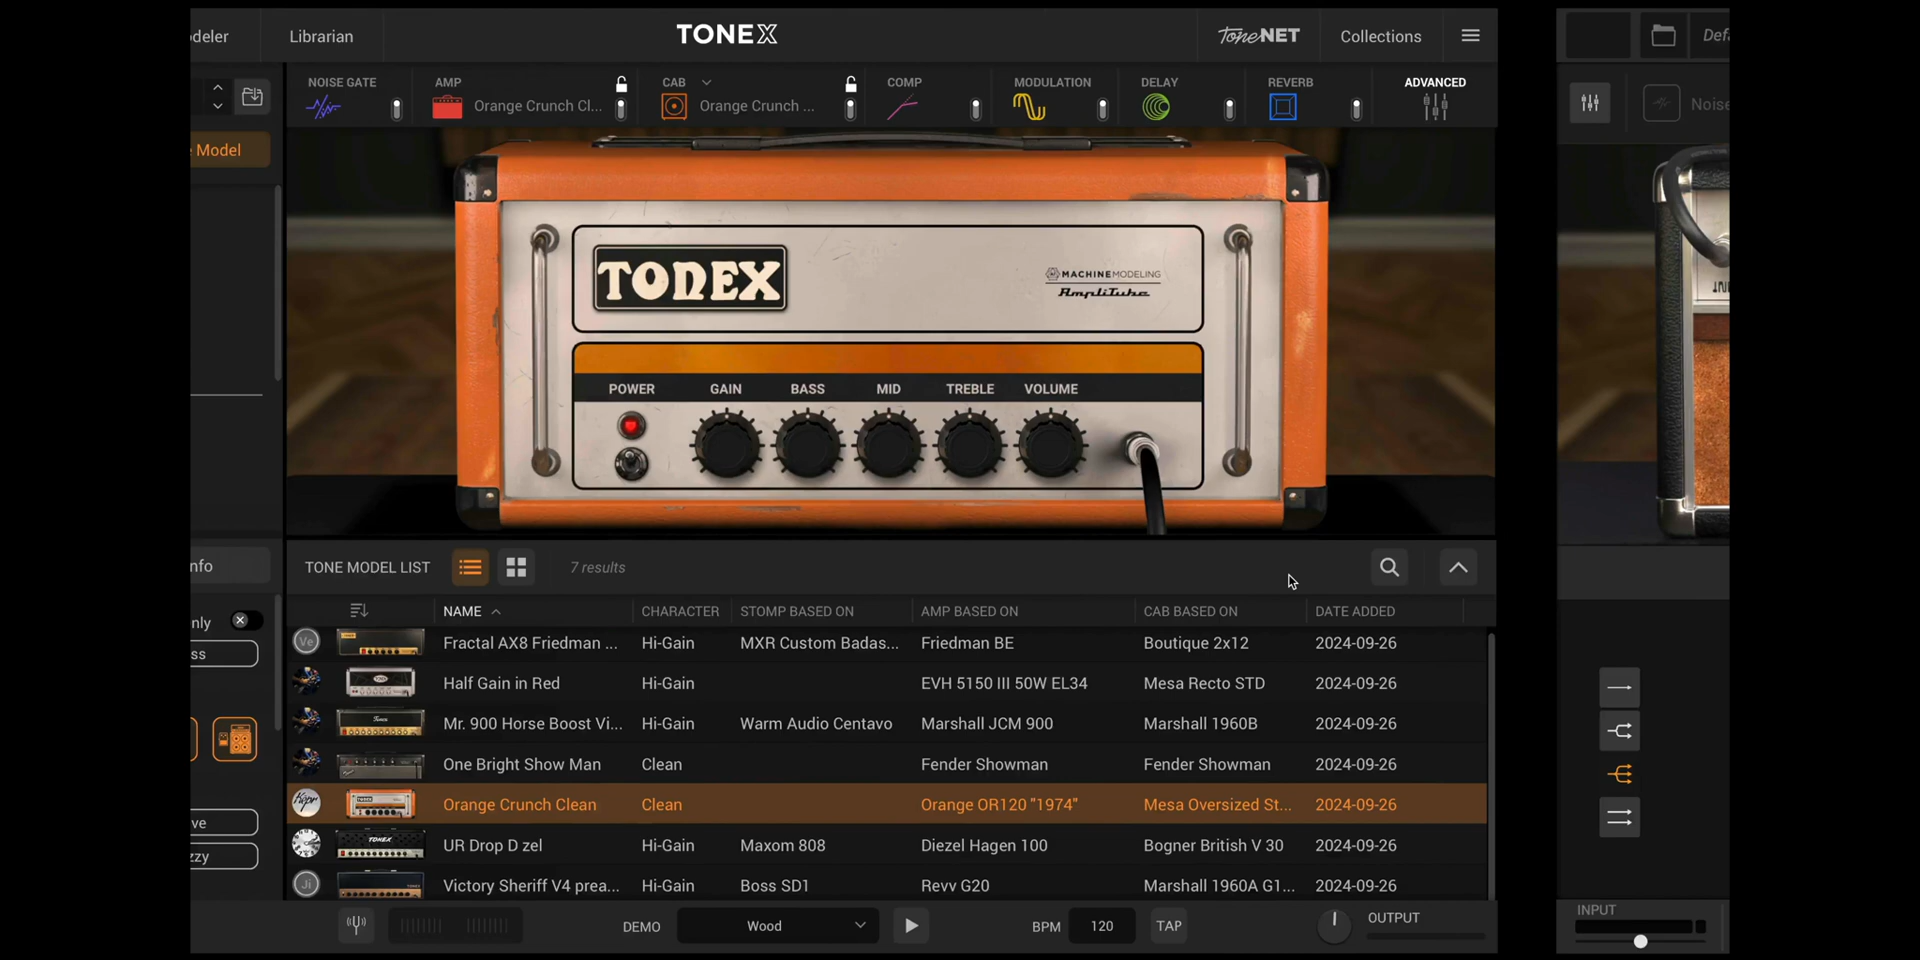 odeler
Librarian
TONEX
ToneNET
Collections
NOISE GATE
AMP
Orange Crunch Cl...
CAB
Orange Crunch ...
COMP
MODULATION
DELAY
REVERB
ADVANCED
Noise
e Model
TONEX
MACHINEMODELING
AmpliTube
POWER GAIN BASS MID TREBLE VOLUME
nfo
TONE MODEL LIST
7 results
NAME CHARACTER STOMP BASED ON AMP BASED ON CAB BASED ON DATE ADDED
nly
ss
Ve Fractal AX8 Friedman ... Hi-Gain MXR Custom Badas... Friedman BE Boutique 2x12 2024-09-26
Half Gain in Red Hi-Gain EVH 5150 III 50W EL34 Mesa Recto STD 2024-09-26
Mr. 900 Horse Boost Vi... Hi-Gain Warm Audio Centavo Marshall JCM 900 Marshall 1960B 2024-09-26
One Bright Show Man Clean Fender Showman Fender Showman 2024-09-26
Orange Crunch Clean Clean Orange OR120 "1974" Mesa Oversized St... 2024-09-26
UR Drop D zel Hi-Gain Maxom 808 Diezel Hagen 100 Bogner British V 30 2024-09-26
Ji Victory Sheriff V4 prea... Hi-Gain Boss SD1 Revv G20 Marshall 1960A G1... 2024-09-26
ve
zzy
DEMO Wood BPM 120 TAP OUTPUT
INPUT